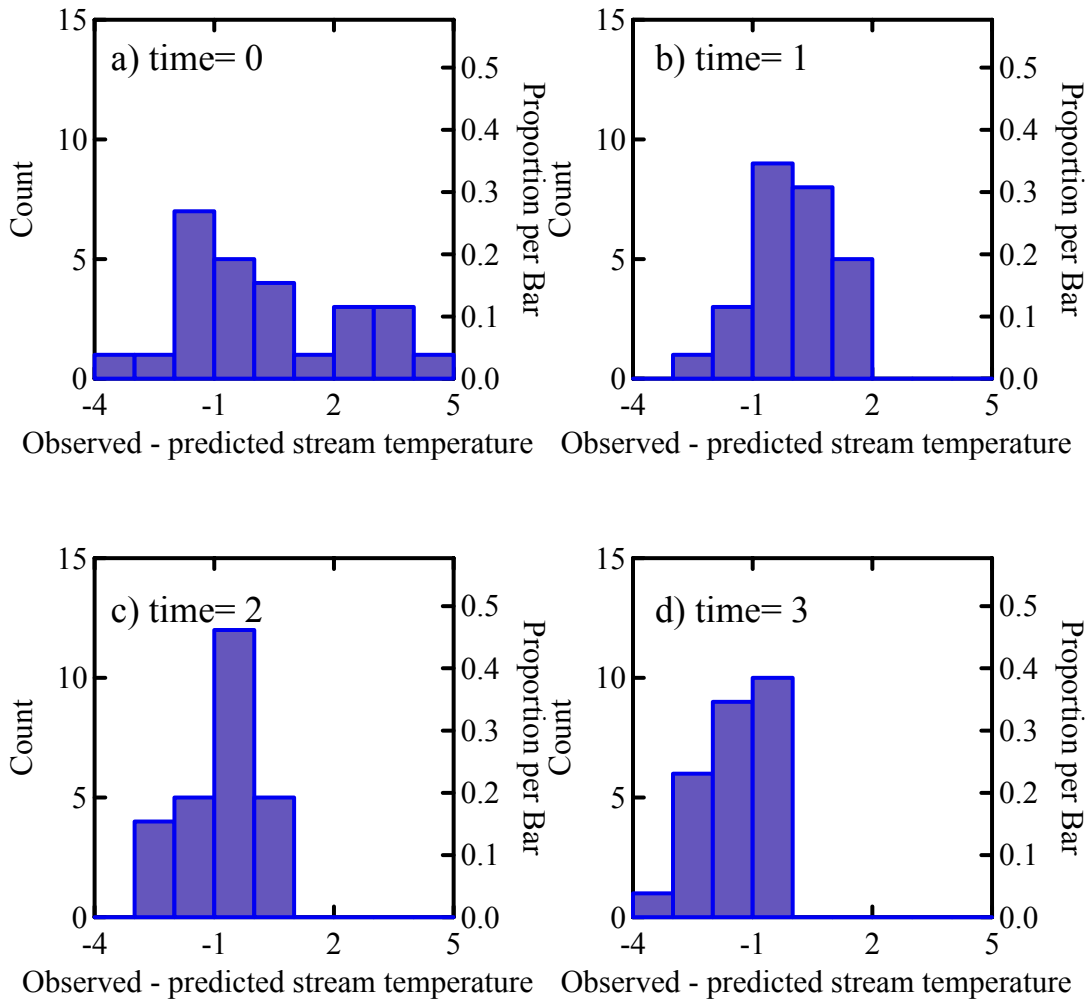 a) time= 0
15
10
5
0
Count
0.5
0.4
0.3
0.2
0.1
0.0
Proportion per Bar
-4 -1 2 5
Observed - predicted stream temperature
b) time= 1
15
10
5
0
Count
0.5
0.4
0.3
0.2
0.1
0.0
Proportion per Bar
-4 -1 2 5
Observed - predicted stream temperature
c) time= 2
15
10
5
0
Count
0.5
0.4
0.3
0.2
0.1
0.0
Proportion per Bar
-4 -1 2 5
Observed - predicted stream temperature
d) time= 3
15
10
5
0
Count
0.5
0.4
0.3
0.2
0.1
0.0
Proportion per Bar
-4 -1 2 5
Observed - predicted stream temperature